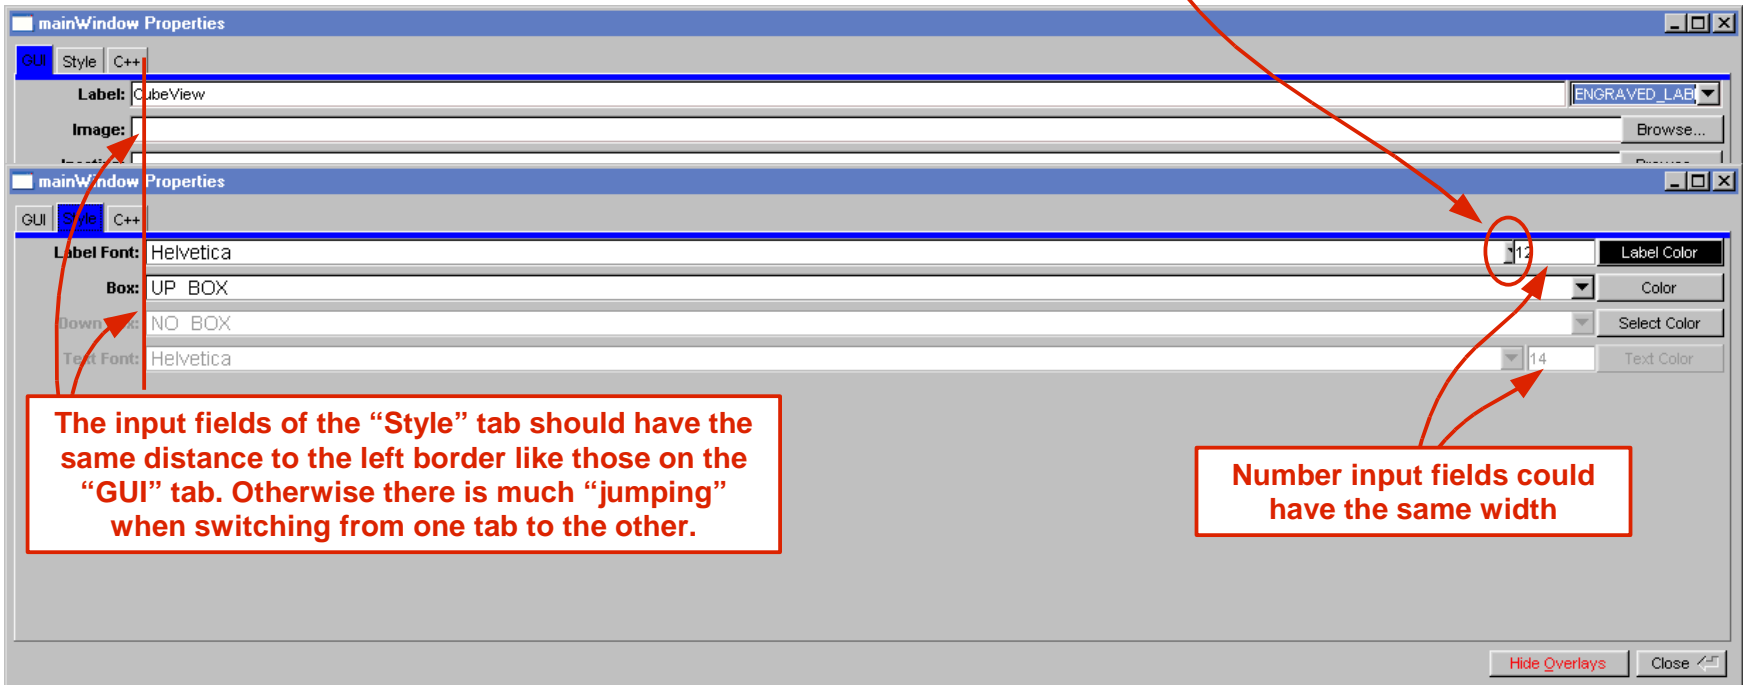 mainWindow Properties
GUI Style C++
Label: CubeView ENGRAVED_LAB
Image: Browse...
mainWindow Properties
GUI Style C++
Label Font: Helvetica 12 Label Color
Box: UP_BOX Color
Down Box: NO_BOX Select Color
Text Font: Helvetica 14 Text Color
The input fields of the “Style” tab should have the
same distance to the left border like those on the
“GUI” tab. Otherwise there is much “jumping”
when switching from one tab to the other.
Number input fields could
have the same width
Hide Overlays Close